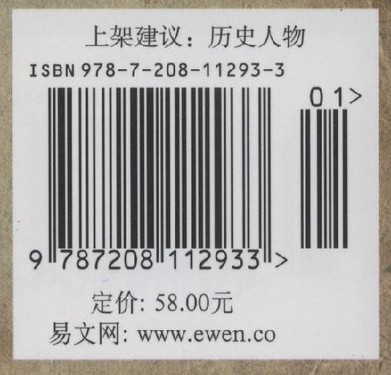 上架建议：历史人物
ISBN 978-7-208-11293-3
01>
9 787208 112933 >
定价: 58.00元
易文网: www.ewen.co